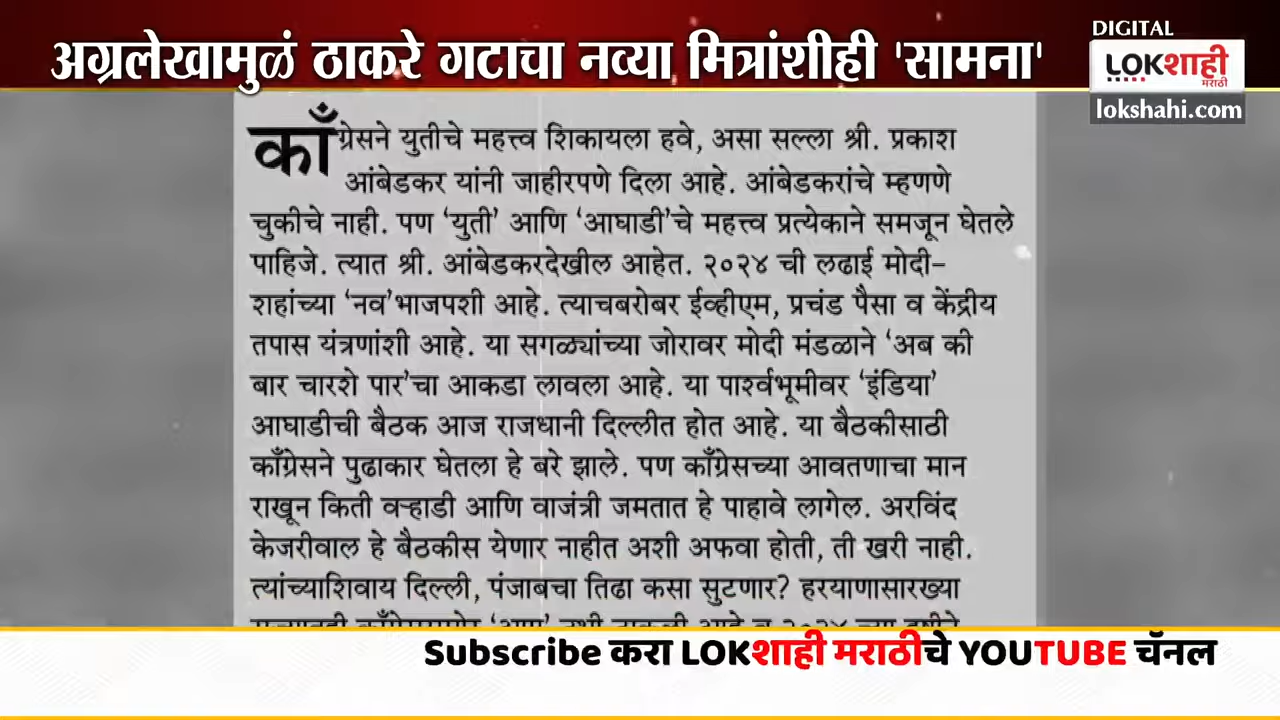 अग्रलेखामुळं ठाकरे गटाचा नव्या मित्रांशीही 'सामना'
DIGITAL
LOKशाही
मराठी
lokshahi.com
काँग्रेसने युतीचे महत्त्व शिकायला हवे, असा सल्ला श्री. प्रकाश
आंबेडकर यांनी जाहीरपणे दिला आहे. आंबेडकरांचे म्हणणे
चुकीचे नाही. पण ‘युती’ आणि ‘आघाडी’चे महत्त्व प्रत्येकाने समजून घेतले
पाहिजे. त्यात श्री. आंबेडकरदेखील आहेत. २०२४ ची लढाई मोदी-
शहांच्या ‘नव’भाजपशी आहे. त्याचबरोबर ईव्हीएम, प्रचंड पैसा व केंद्रीय
तपास यंत्रणांशी आहे. या सगळ्यांच्या जोरावर मोदी मंडळाने ‘अब की
बार चारशे पार’चा आकडा लावला आहे. या पार्श्वभूमीवर ‘इंडिया’
आघाडीची बैठक आज राजधानी दिल्लीत होत आहे. या बैठकीसाठी
काँग्रेसने पुढाकार घेतला हे बरे झाले. पण काँग्रेसच्या आवतणाचा मान
राखून किती वऱ्हाडी आणि वाजंत्री जमतात हे पाहावे लागेल. अरविंद
केजरीवाल हे बैठकीस येणार नाहीत अशी अफवा होती, ती खरी नाही.
त्यांच्याशिवाय दिल्ली, पंजाबचा तिढा कसा सुटणार? हरयाणासारख्या
Subscribe करा LOKशाही मराठीचे YOUTUBE चॅनल